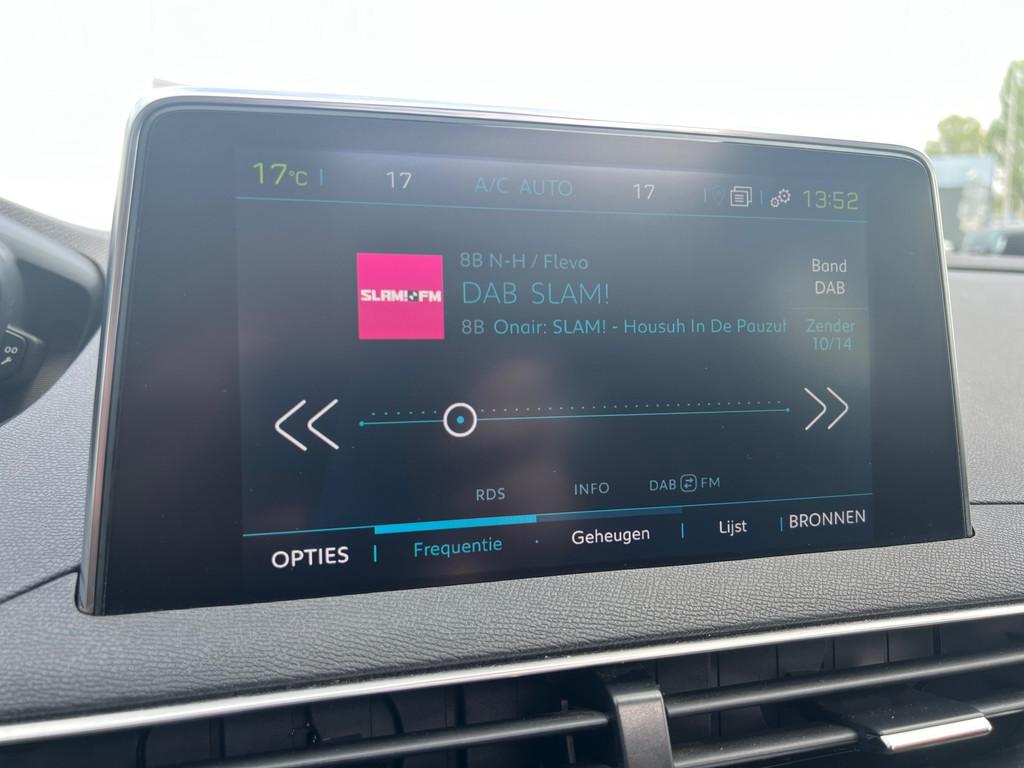 17°C 17 A/C AUTO 17 13:52
8B N-H / Flevo
DAB SLAM!
8B Onair: SLAM! - Housuh In De Pauzuh
SLAM! FM
Band
DAB
Zender
10/14
RDS INFO DAB FM
OPTIES Frequentie Geheugen Lijst BRONNEN